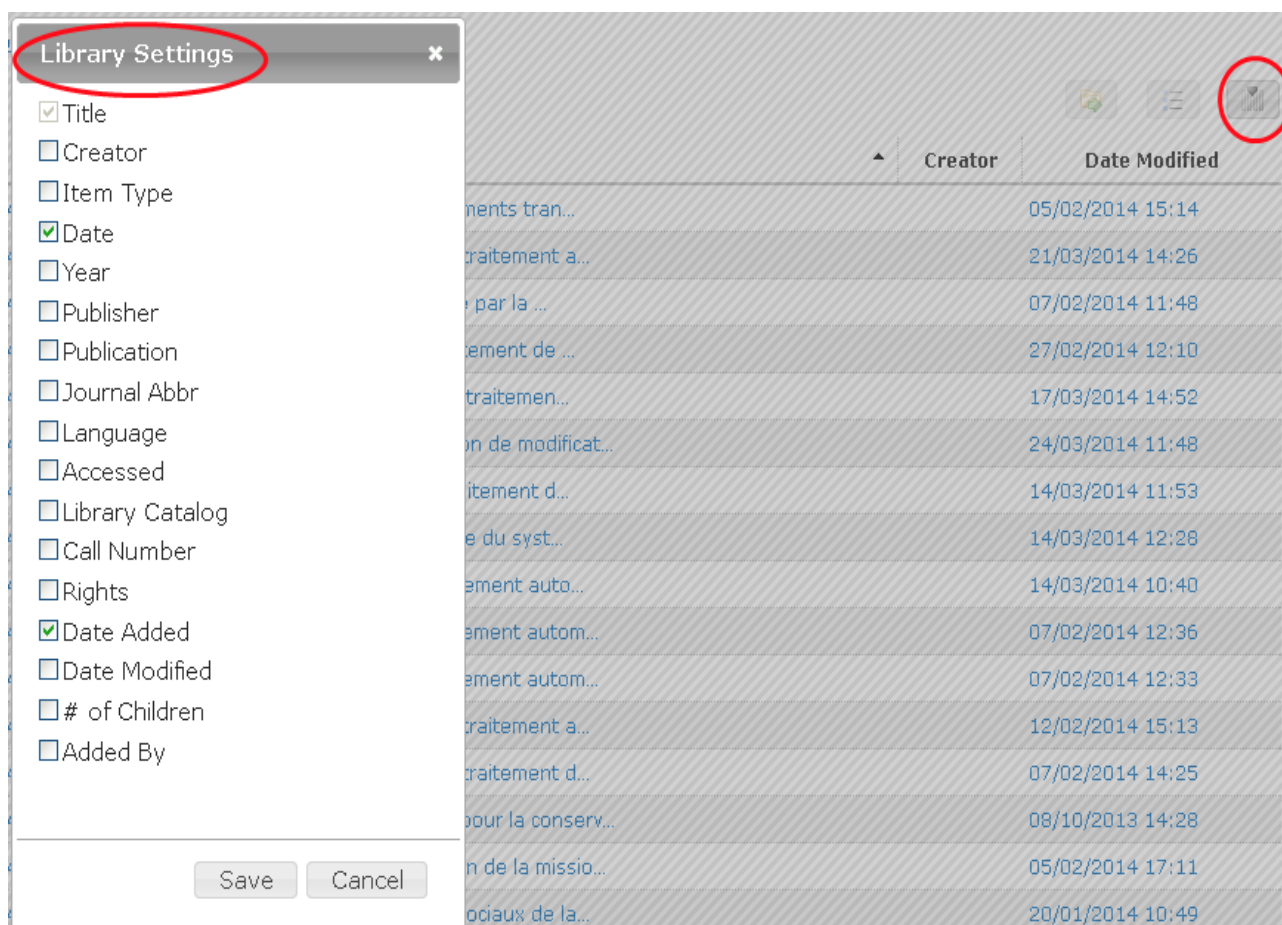 Library Settings
Title
Creator
Item Type
Date
Year
Publisher
Publication
Journal Abbr
Language
Accessed
Library Catalog
Call Number
Rights
Date Added
Date Modified
# of Children
Added By
Save Cancel
Creator Date Modified
ments tran... 05/02/2014 15:14
traitement a... 21/03/2014 14:26
par la ... 07/02/2014 11:48
tement de ... 27/02/2014 12:10
traitemen... 17/03/2014 14:52
on de modificat... 24/03/2014 11:48
itement d... 14/03/2014 11:53
e du syst... 14/03/2014 12:28
ement auto... 14/03/2014 10:40
ement autom... 07/02/2014 12:36
ement autom... 07/02/2014 12:33
traitement a... 12/02/2014 15:13
traitement d... 07/02/2014 14:25
pour la conserv... 08/10/2013 14:28
n de la missio... 05/02/2014 17:11
ociaux de la... 20/01/2014 10:49